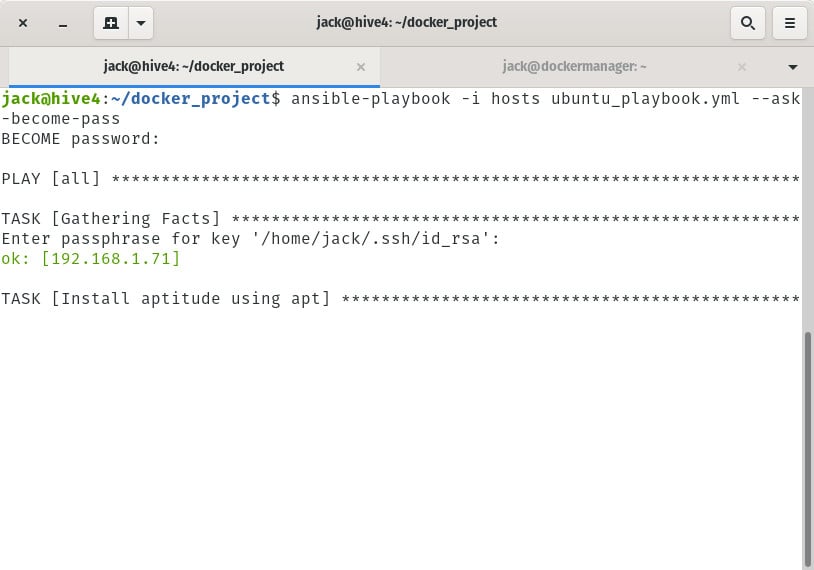 jack@hive4: ~/docker_project
jack@hive4: ~/docker_project
jack@dockermanager: ~
jack@hive4:~/docker_project$ ansible-playbook -i hosts ubuntu_playbook.yml --ask
-become-pass
BECOME password:
PLAY [all] *********************************************************************
TASK [Gathering Facts] *********************************************************
Enter passphrase for key '/home/jack/.ssh/id_rsa':
ok: [192.168.1.71]
TASK [Install aptitude using apt] **********************************************